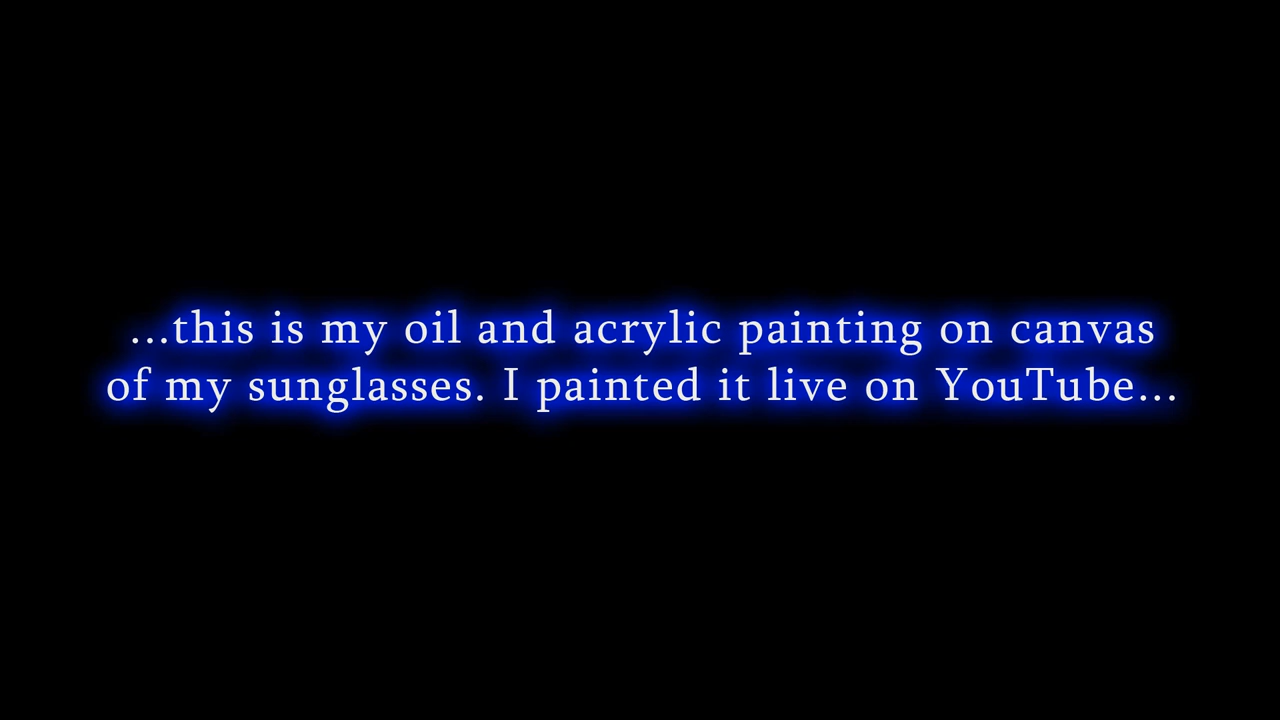 ...this is my oil and acrylic painting on canvas
of my sunglasses. I painted it live on YouTube...